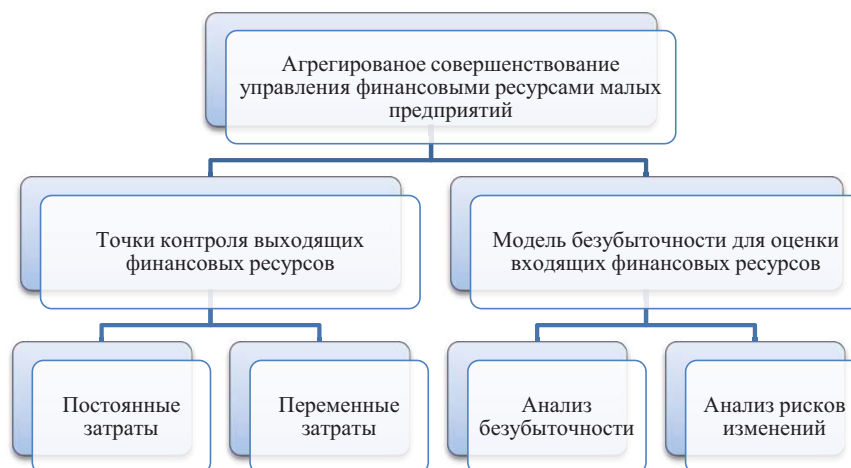 Агрегированое совершенствование
управления финансовыми ресурсами малых
предприятий
Точки контроля выходящих
финансовых ресурсов
Модель безубыточности для оценки
входящих финансовых ресурсов
Постоянные
затраты
Переменные
затраты
Анализ
безубыточности
Анализ рисков
изменений